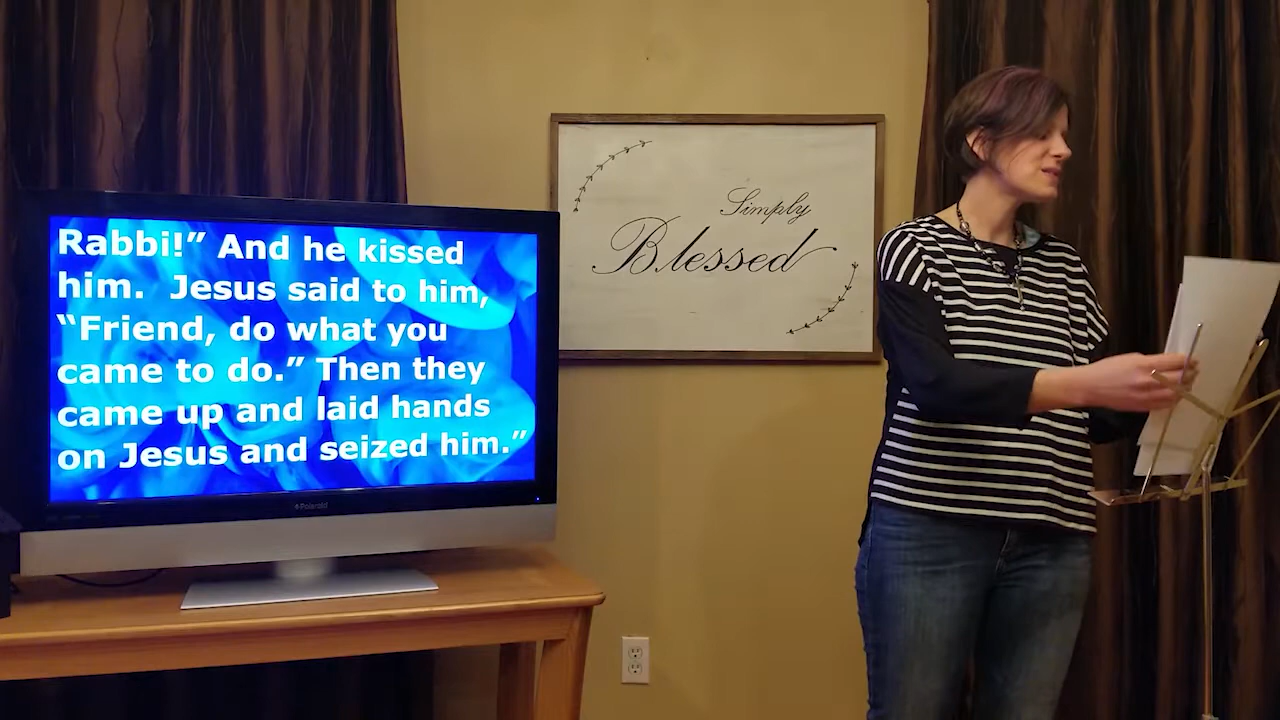 Rabbi!” And he kissed
him.  Jesus said to him,
“Friend, do what you
came to do.” Then they
came up and laid hands
on Jesus and seized him.”
Polaroid
Simply
Blessed